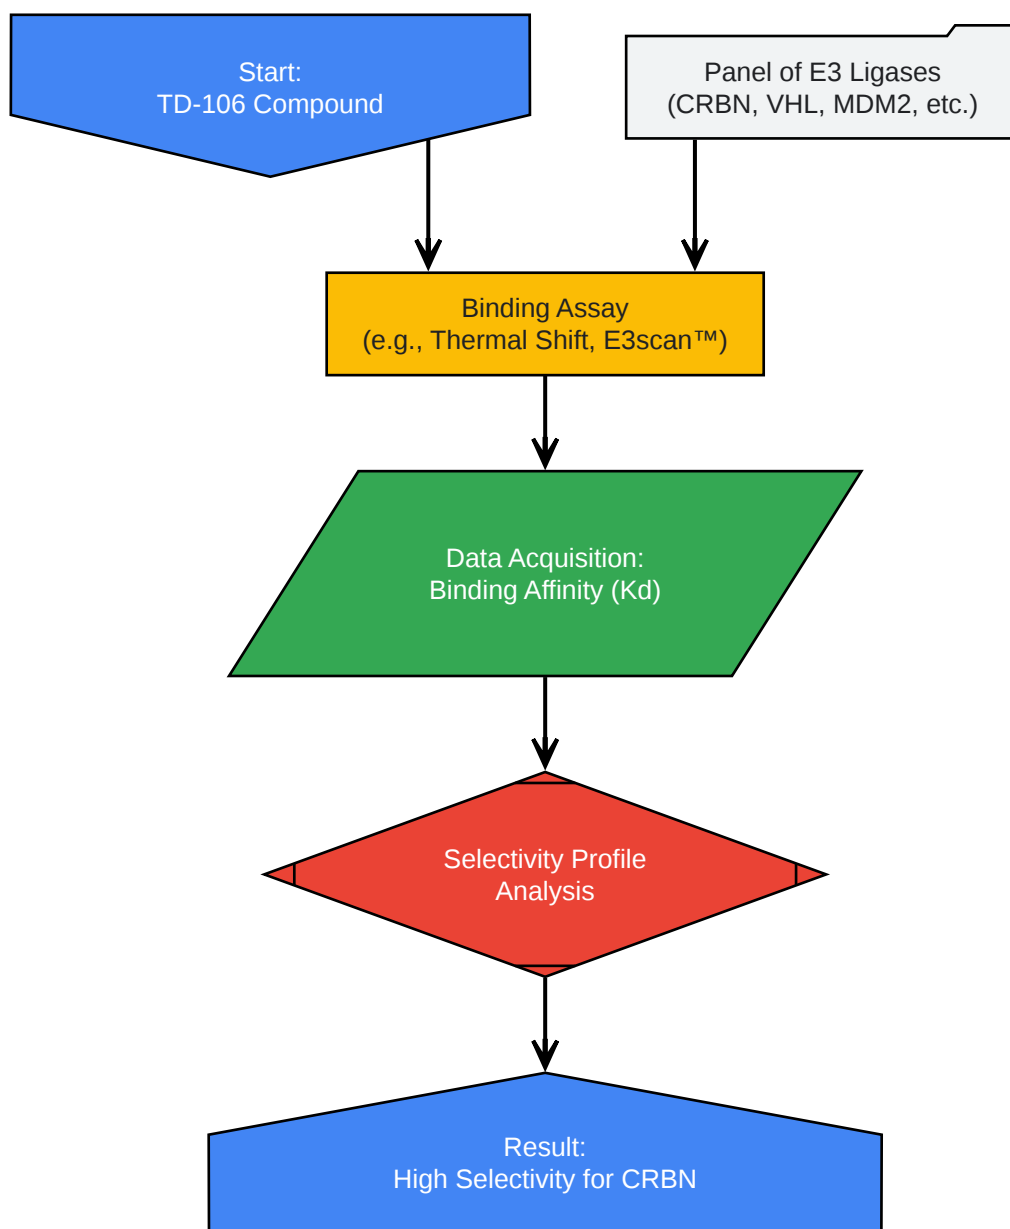 Start:
TD-106 Compound
Panel of E3 Ligases
(CRBN, VHL, MDM2, etc.)
Binding Assay
(e.g., Thermal Shift, E3scan™)
Data Acquisition:
Binding Affinity (Kd)
Selectivity Profile
Analysis
Result:
High Selectivity for CRBN